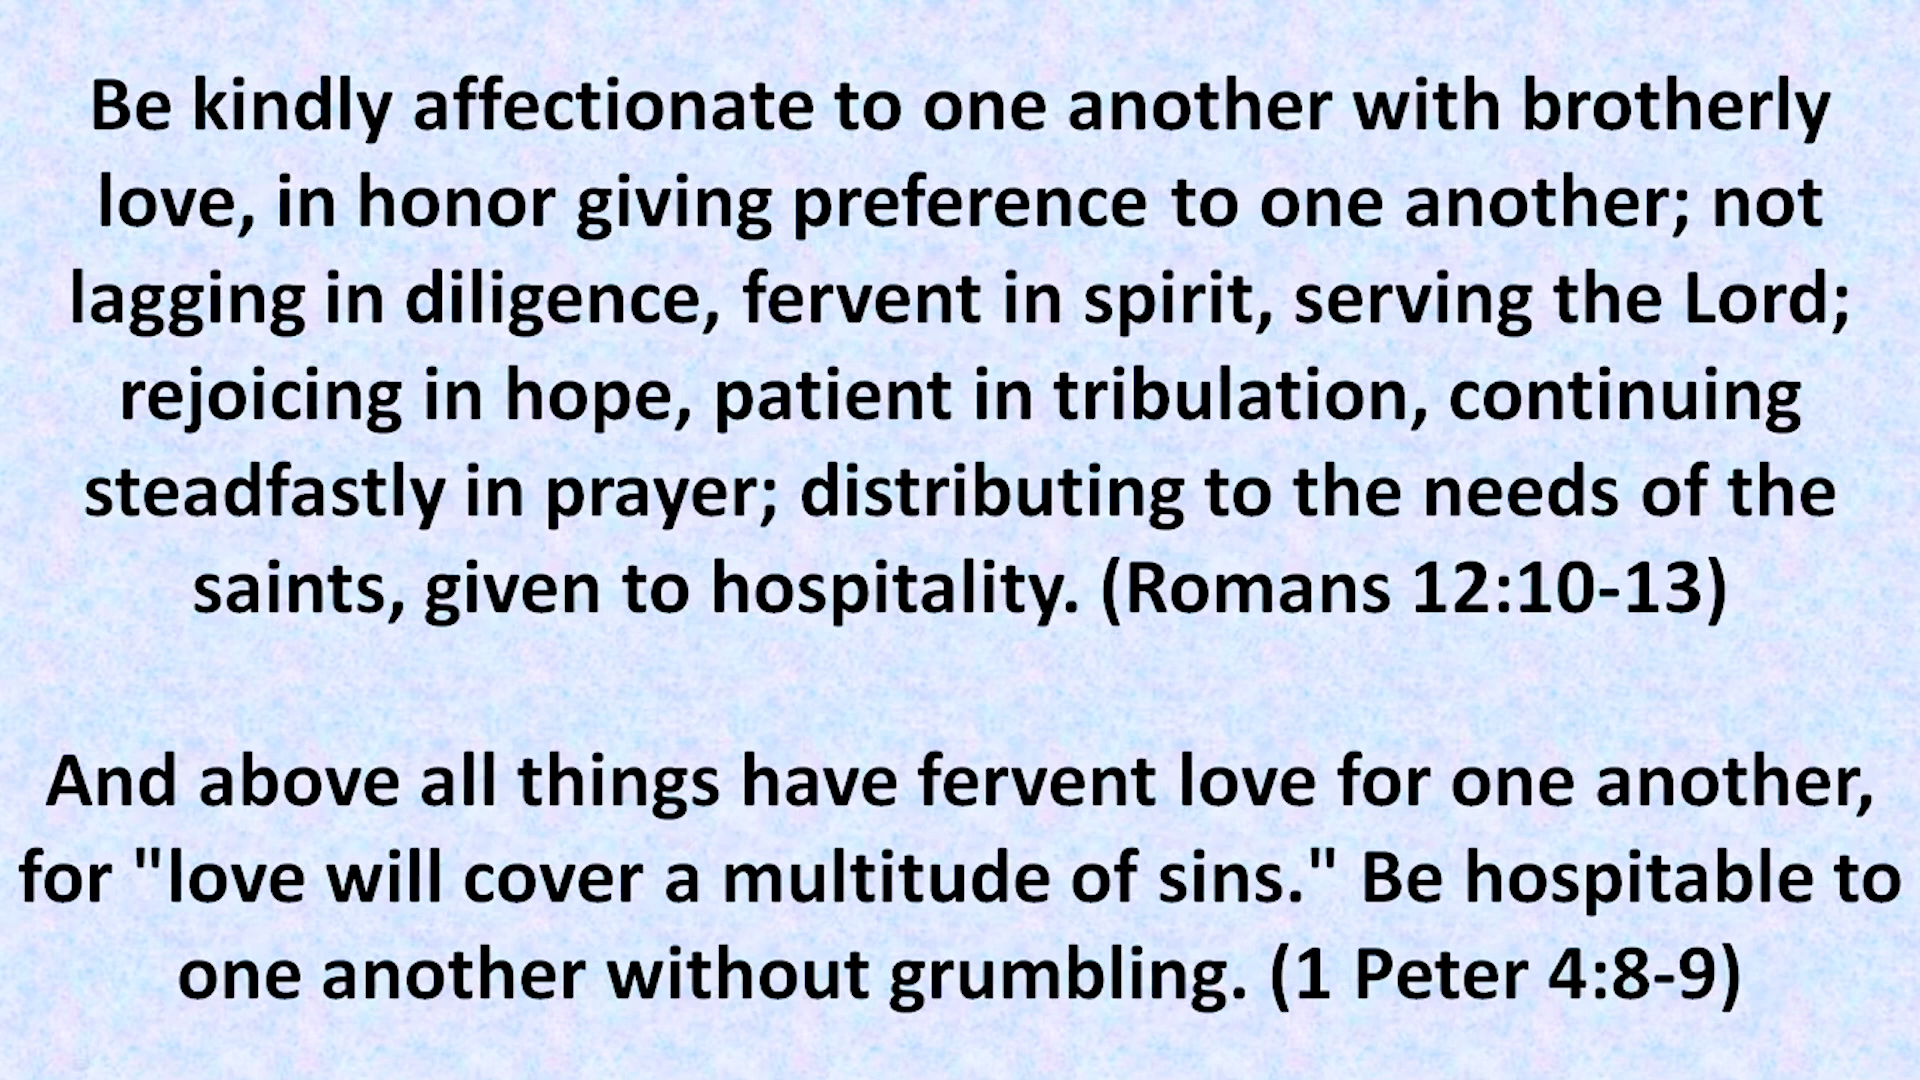 Be kindly affectionate to one another with brotherly
love, in honor giving preference to one another; not
lagging in diligence, fervent in spirit, serving the Lord;
rejoicing in hope, patient in tribulation, continuing
steadfastly in prayer; distributing to the needs of the
saints, given to hospitality. (Romans 12:10-13)
And above all things have fervent love for one another,
for "love will cover a multitude of sins." Be hospitable to
one another without grumbling. (1 Peter 4:8-9)